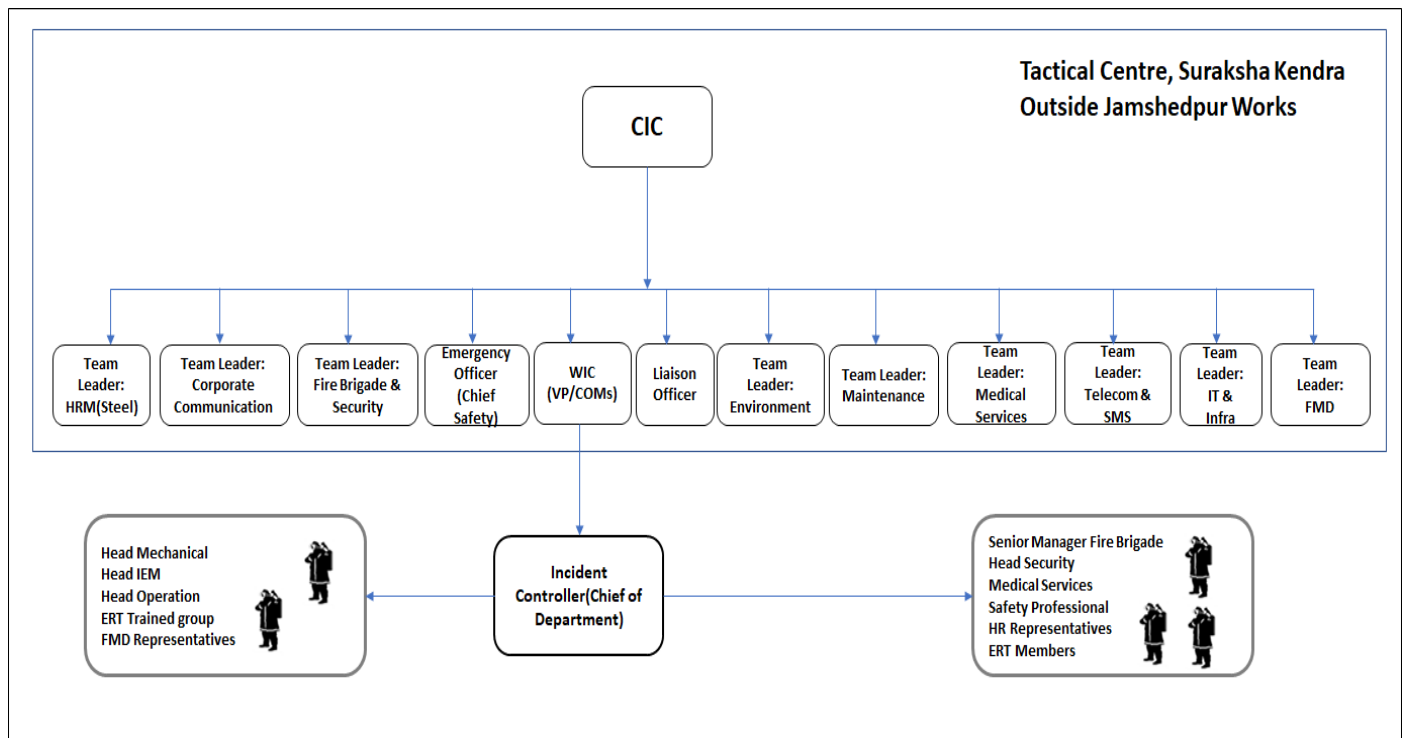 Tactical Centre, Suraksha Kendra
Outside Jamshedpur Works
CIC
Team
Leader:
HRM(Steel)
Team Leader:
Corporate
Communication
Team Leader:
Fire Brigade &
Security
Emergency
Officer
(Chief
Safety)
WIC
(VP/COMs)
Liaison
Officer
Team
Leader:
Environment
Team Leader:
Maintenance
Team
Leader:
Medical
Services
Team
Leader:
Telecom &
SMS
Team
Leader:
IT &
Infra
Team
Leader:
FMD
Head Mechanical
Head IEM
Head Operation
ERT Trained group
FMD Representatives
Incident
Controller(Chief of
Department)
Senior Manager Fire Brigade
Head Security
Medical Services
Safety Professional
HR Representatives
ERT Members